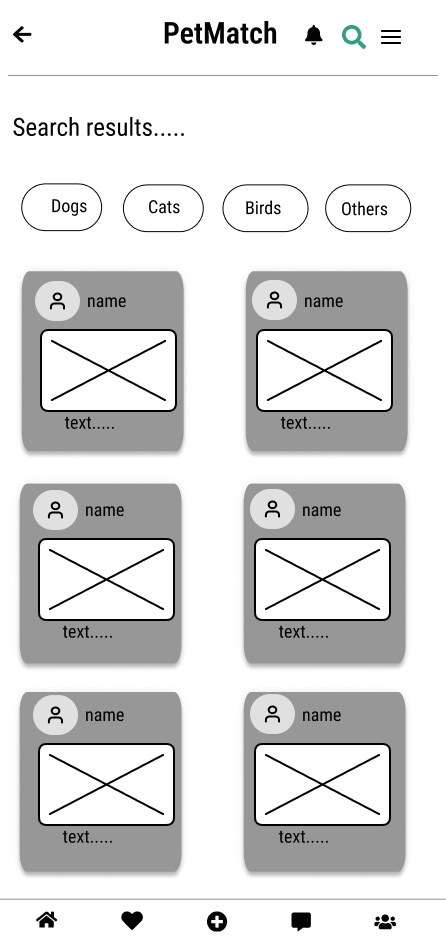 PetMatch
Search results.....
Dogs Cats Birds Others
name name
text..... text.....
name name
text..... text.....
name name
text..... text.....